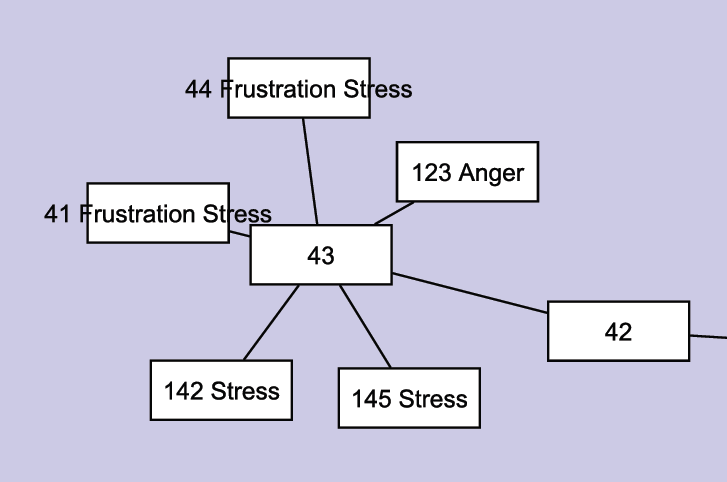 44 Frustration Stress
123 Anger
41 Frustration Stress
43
42
142 Stress
145 Stress